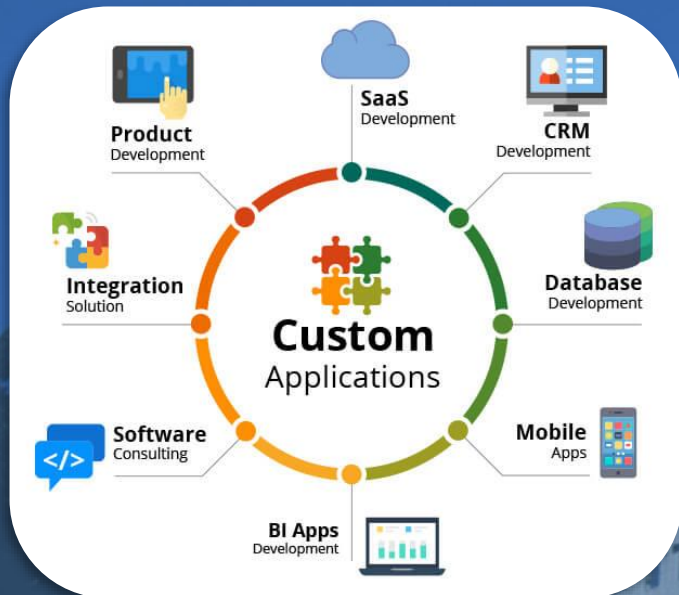 SaaS
Development
CRM
Development
Product
Development
Database
Development
Integration
Solution
Custom
Applications
Mobile
Apps
Software
Consulting
</>
BI Apps
Development